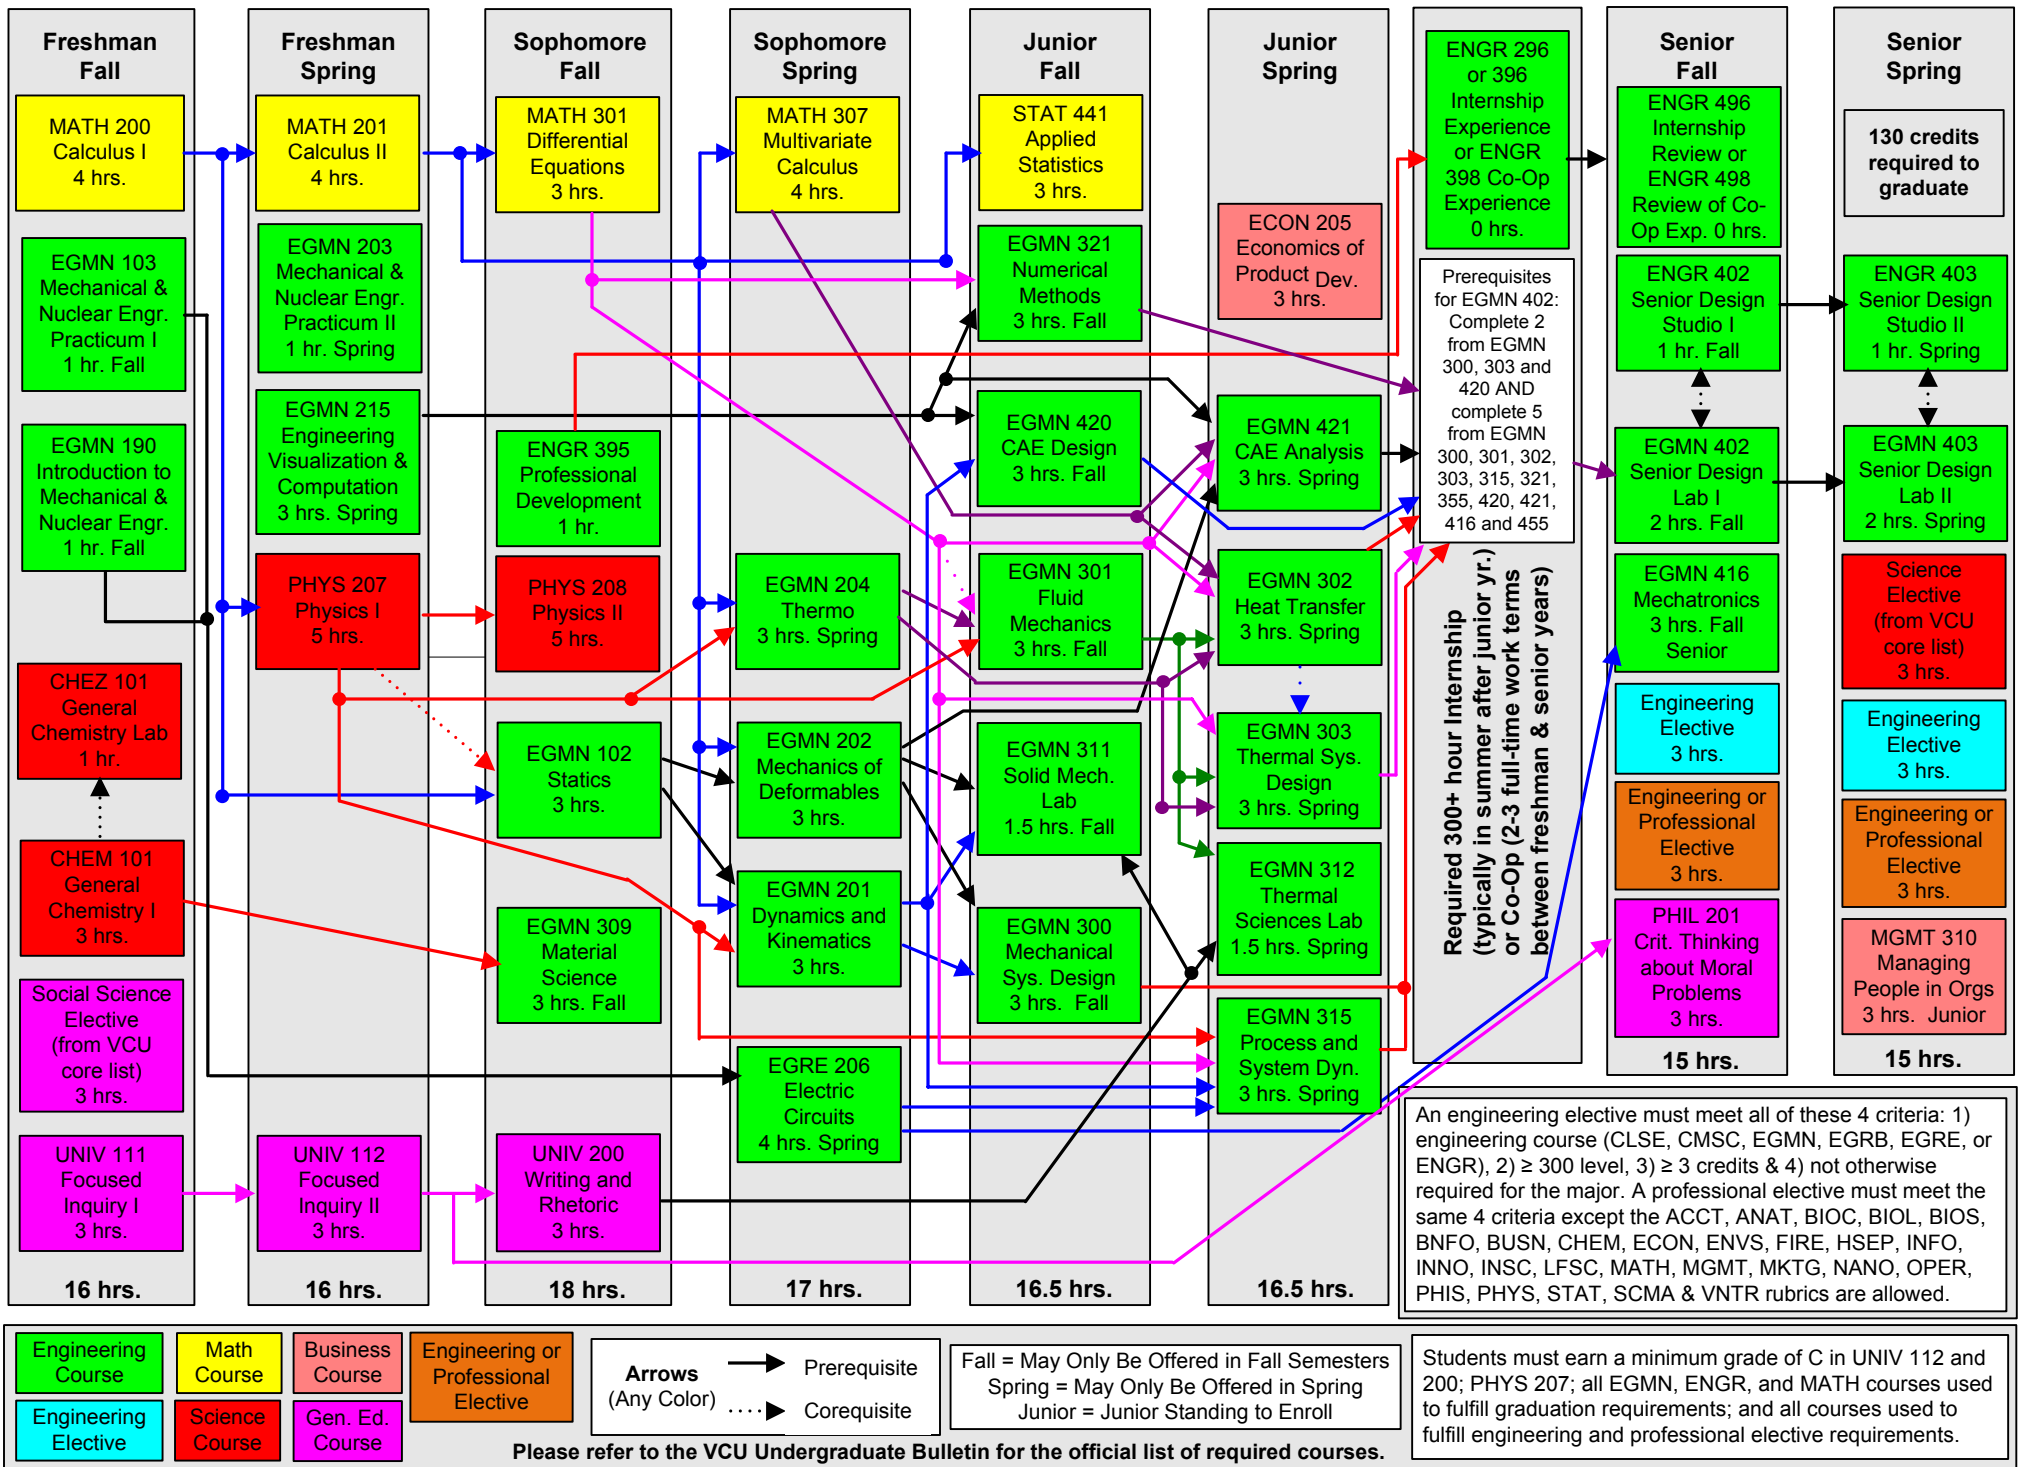 Freshman
Fall
MATH 200
Calculus I
4 hrs.
EGMN 103
Mechanical &
Nuclear Engr.
Practicum I
1 hr. Fall
EGMN 190
Introduction to
Mechanical &
Nuclear Engr.
1 hr. Fall
CHEZ 101
General
Chemistry Lab
1 hr.
CHEM 101
General
Chemistry I
3 hrs.
Social Science
Elective
(from VCU
core list)
3 hrs.
UNIV 111
Focused
Inquiry I
3 hrs.
16 hrs.
Freshman
Spring
MATH 201
Calculus II
4 hrs.
EGMN 203
Mechanical &
Nuclear Engr.
Practicum II
1 hr. Spring
EGMN 215
Engineering
Visualization &
Computation
3 hrs. Spring
PHYS 207
Physics I
5 hrs.
UNIV 112
Focused
Inquiry II
3 hrs.
16 hrs.
Sophomore
Fall
MATH 301
Differential
Equations
3 hrs.
ENGR 395
Professional
Development
1 hr.
PHYS 208
Physics II
5 hrs.
EGMN 102
Statics
3 hrs.
EGMN 309
Material
Science
3 hrs. Fall
UNIV 200
Writing and
Rhetoric
3 hrs.
18 hrs.
Sophomore
Spring
MATH 307
Multivariate
Calculus
4 hrs.
EGMN 204
Thermo
3 hrs. Spring
EGMN 202
Mechanics of
Deformables
3 hrs.
EGMN 201
Dynamics and
Kinematics
3 hrs.
EGRE 206
Electric
Circuits
4 hrs. Spring
17 hrs.
Junior
Fall
STAT 441
Applied
Statistics
3 hrs.
EGMN 321
Numerical
Methods
3 hrs. Fall
EGMN 420
CAE Design
3 hrs. Fall
EGMN 301
Fluid
Mechanics
3 hrs. Fall
EGMN 311
Solid Mech.
Lab
1.5 hrs. Fall
EGMN 300
Mechanical
Sys. Design
3 hrs. Fall
16.5 hrs.
Junior
Spring
ECON 205
Economics of
Product Dev.
3 hrs.
EGMN 421
CAE Analysis
3 hrs. Spring
EGMN 302
Heat Transfer
3 hrs. Spring
EGMN 303
Thermal Sys.
Design
3 hrs. Spring
EGMN 312
Thermal
Sciences Lab
1.5 hrs. Spring
EGMN 315
Process and
System Dyn.
3 hrs. Spring
16.5 hrs.
ENGR 296
or 396
Internship
Experience
or ENGR
398 Co-Op
Experience
0 hrs.
Prerequisites
for EGMN 402:
Complete 2
from EGMN
300, 303 and
420 AND
complete 5
from EGMN
300, 301, 302,
303, 315, 321,
355, 420, 421,
416 and 455
Required 300+ hour Internship
(typically in summer after junior yr.)
or Co-Op (2-3 full-time work terms
between freshman & senior years)
Senior
Fall
ENGR 496
Internship
Review or
ENGR 498
Review of Co-
Op Exp. 0 hrs.
ENGR 402
Senior Design
Studio I
1 hr. Fall
EGMN 402
Senior Design
Lab I
2 hrs. Fall
EGMN 416
Mechatronics
3 hrs. Fall
Senior
Engineering
Elective
3 hrs.
Engineering or
Professional
Elective
3 hrs.
PHIL 201
Crit. Thinking
about Moral
Problems
3 hrs.
15 hrs.
Senior
Spring
130 credits
required to
graduate
ENGR 403
Senior Design
Studio II
1 hr. Spring
EGMN 403
Senior Design
Lab II
2 hrs. Spring
Science
Elective
(from VCU
core list)
3 hrs.
Engineering
Elective
3 hrs.
Engineering or
Professional
Elective
3 hrs.
MGMT 310
Managing
People in Orgs
3 hrs. Junior
15 hrs.
An engineering elective must meet all of these 4 criteria: 1)
engineering course (CLSE, CMSC, EGMN, EGRB, EGRE, or
ENGR), 2) ≥ 300 level, 3) ≥ 3 credits & 4) not otherwise
required for the major. A professional elective must meet the
same 4 criteria except the ACCT, ANAT, BIOC, BIOL, BIOS,
BNFO, BUSN, CHEM, ECON, ENVS, FIRE, HSEP, INFO,
INNO, INSC, LFSC, MATH, MGMT, MKTG, NANO, OPER,
PHIS, PHYS, STAT, SCMA & VNTR rubrics are allowed.
Engineering
Course
Math
Course
Business
Course
Engineering or
Professional
Elective
Engineering
Elective
Science
Course
Gen. Ed.
Course
Arrows
(Any Color)
Prerequisite
Corequisite
Fall = May Only Be Offered in Fall Semesters
Spring = May Only Be Offered in Spring
Junior = Junior Standing to Enroll
Please refer to the VCU Undergraduate Bulletin for the official list of required courses.
Students must earn a minimum grade of C in UNIV 112 and
200; PHYS 207; all EGMN, ENGR, and MATH courses used
to fulfill graduation requirements; and all courses used to
fulfill engineering and professional elective requirements.